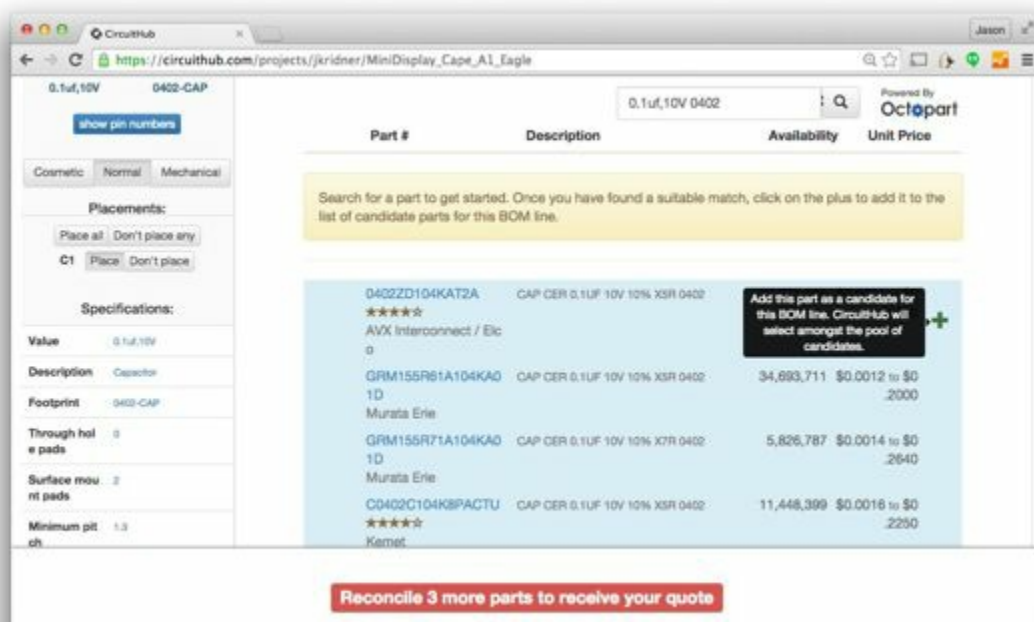 CircuitHub
Jason
https://circuithub.com/projects/jkridner/MiniDisplay_Cape_A1_Eagle
0.1uf,10V 0402-CAP
show pin numbers
Cosmetic Normal Mechanical
Placements:
Place all Don't place any
C1 Place Don't place
Specifications:
Value 0.1uf,10V
Description Capacitor
Footprint 0402-CAP
Through hol 0
e pads
Surface mou 2
nt pads
Minimum pit 1.3
ch
0.1uf,10V 0402
Powered By
Octopart
Part # Description Availability Unit Price
Search for a part to get started. Once you have found a suitable match, click on the plus to add it to the
list of candidate parts for this BOM line.
0402ZD104KAT2A CAP CER 0.1UF 10V 10% X5R 0402
AVX Interconnect / Elc
o
Add this part as a candidate for
this BOM line. CircuitHub will
select amongst the pool of
candidates.
GRM155R61A104KA0 CAP CER 0.1UF 10V 10% X5R 0402 34,693,711 $0.0012 to $0
1D .2000
Murata Erie
GRM155R71A104KA0 CAP CER 0.1UF 10V 10% X7R 0402 5,826,787 $0.0014 to $0
1D .2640
Murata Erie
C0402C104K8PACTU CAP CER 0.1UF 10V 10% X5R 0402 11,448,399 $0.0016 to $0
.2250
Kemet
Reconcile 3 more parts to receive your quote